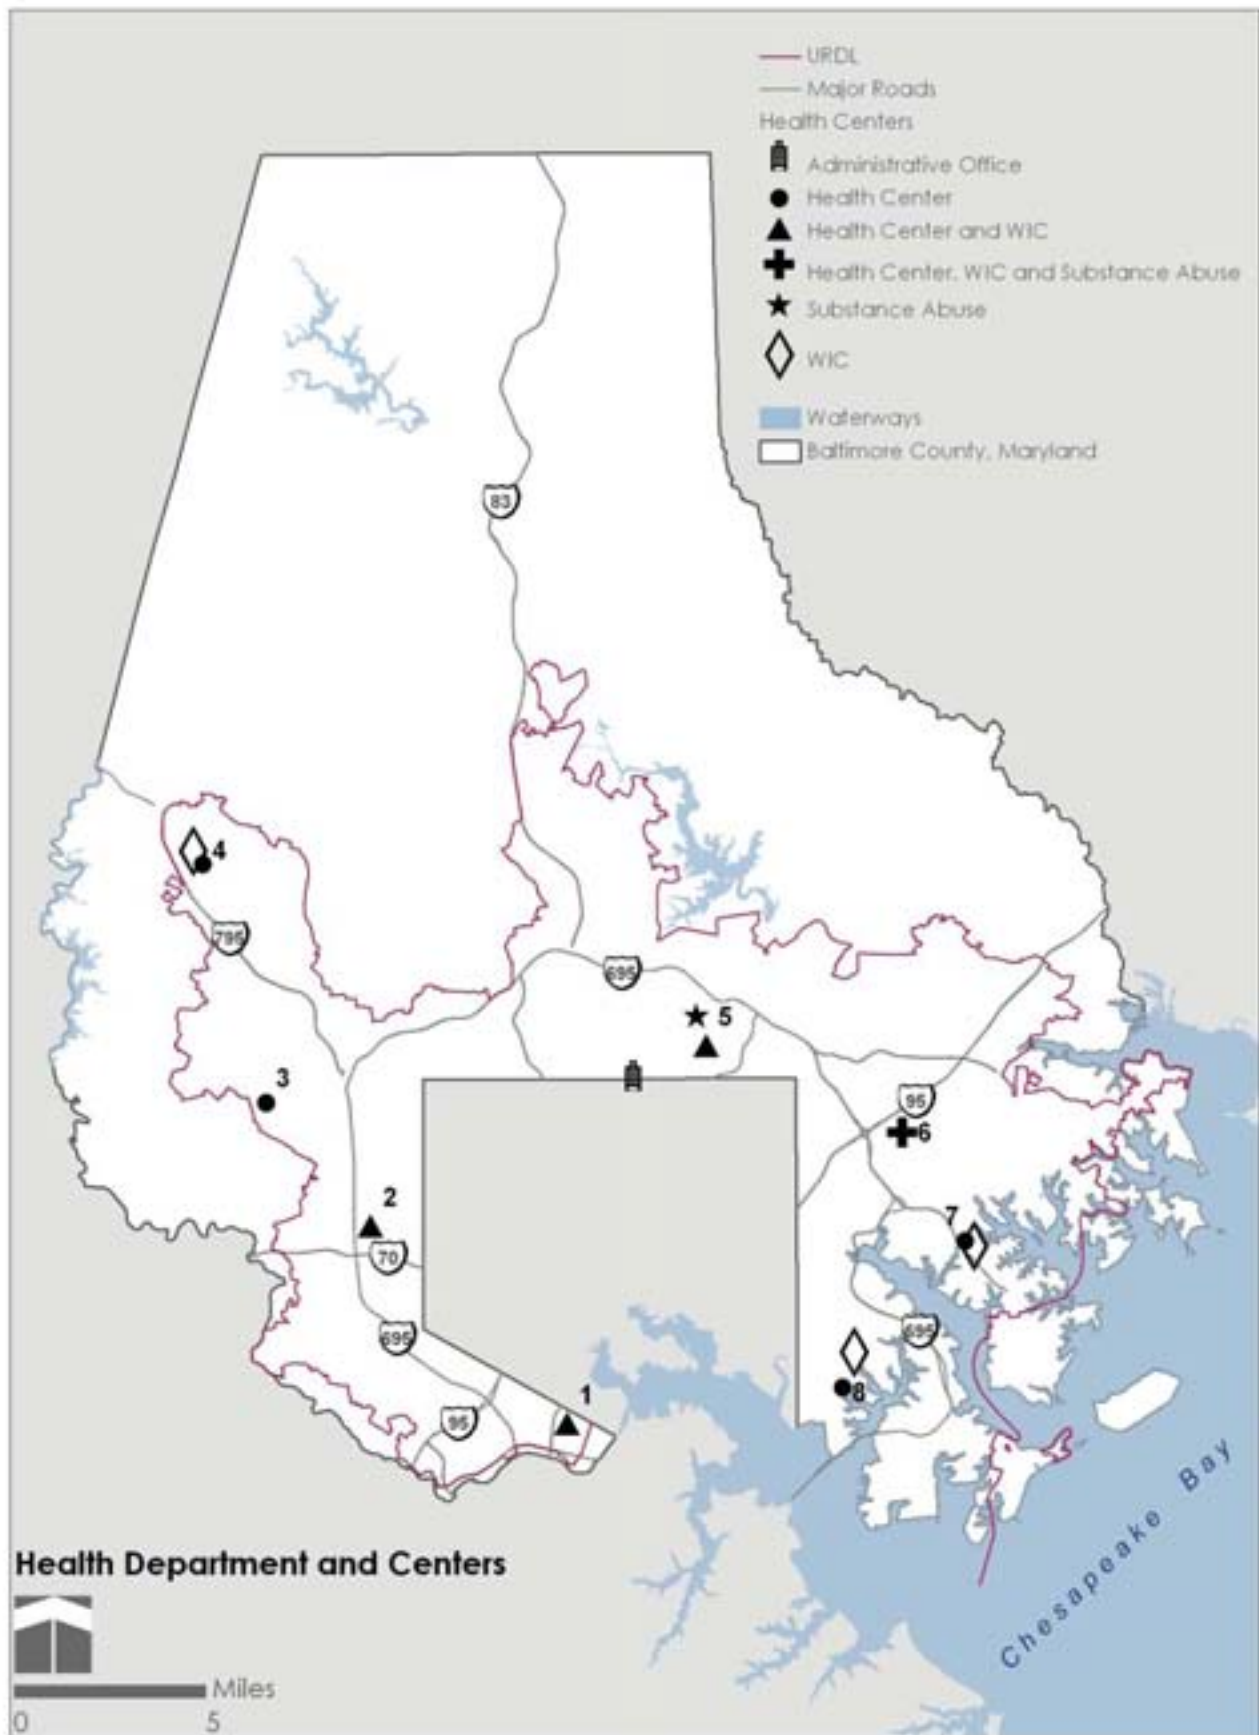 URDL
Major Roads
Health Centers
Administrative Office
Health Center
Health Center and WIC
Health Center, WIC and Substance Abuse
Substance Abuse
WIC
Waterways
Baltimore County, Maryland
83
4
795
695
5
3
95
6
2
7
70
695
695
8
1
95
Chesapeake Bay
Health Department and Centers
Miles
0 5